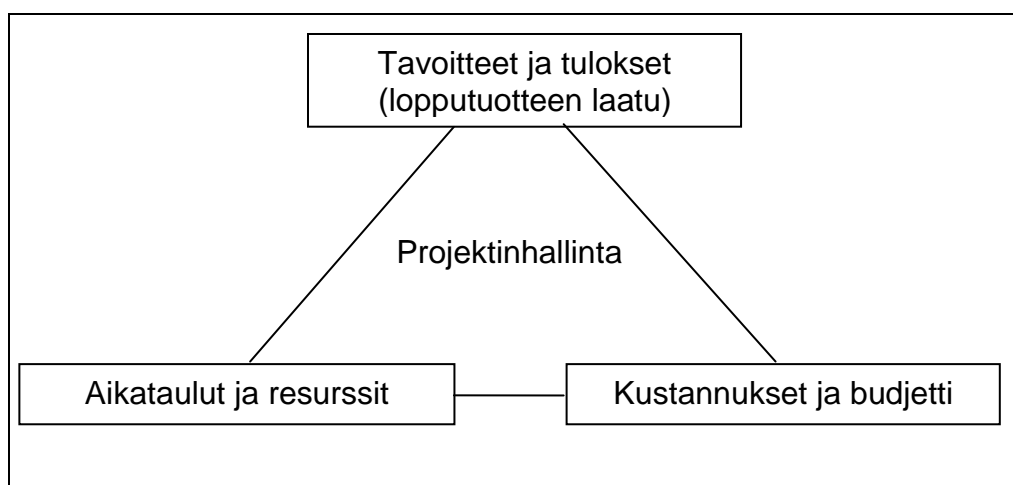 Tavoitteet ja tulokset
(lopputuotteen laatu)
Projektinhallinta
Aikataulut ja resurssit
Kustannukset ja budjetti